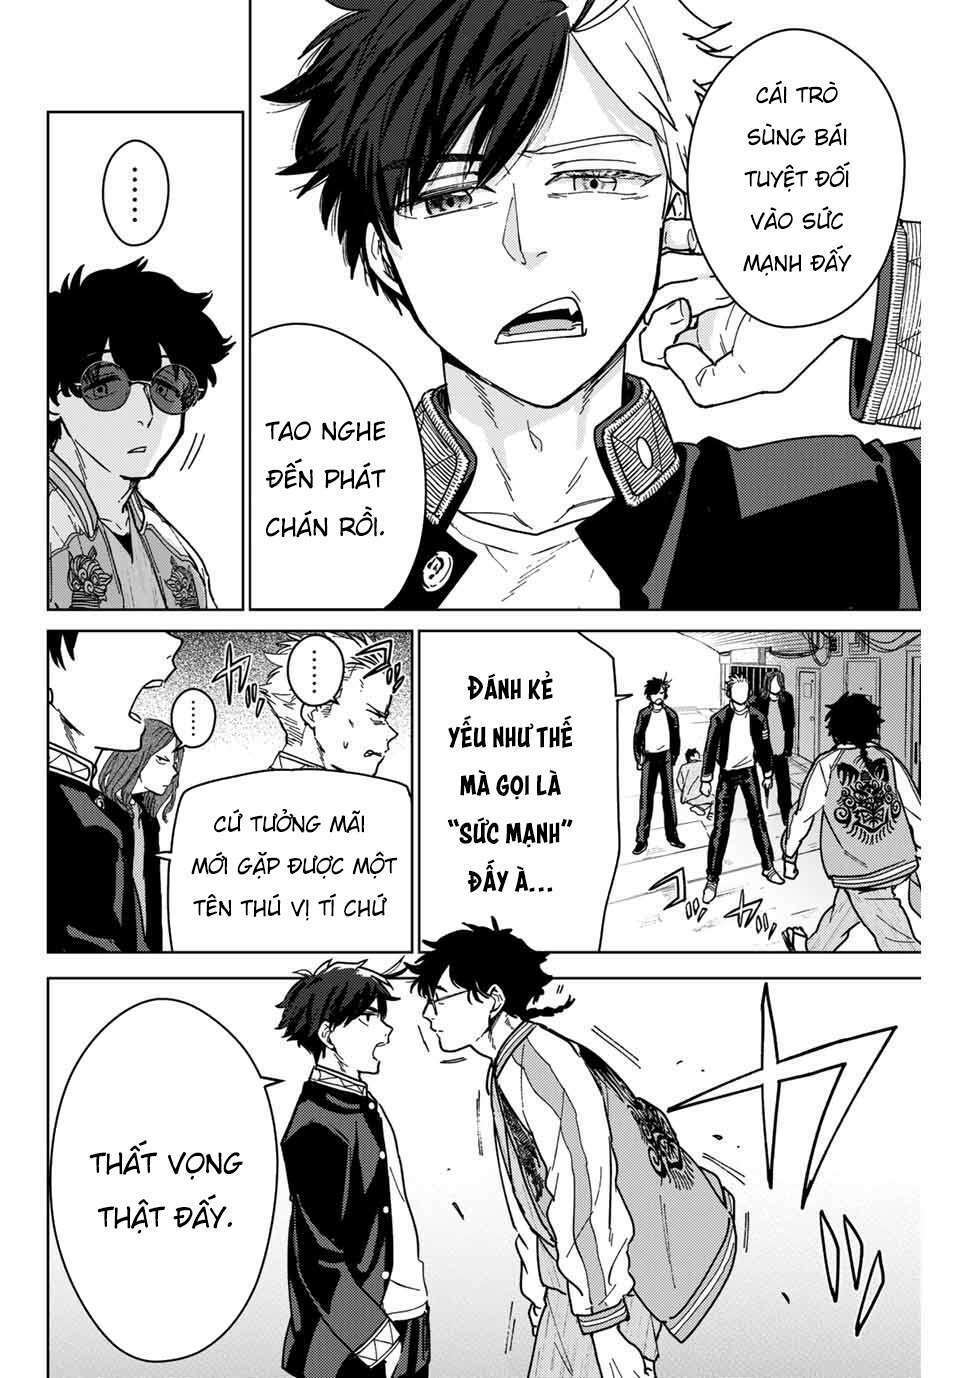 CÁI TRÒ
SÙNG BÁI
TUYỆT ĐỐI
VÀO SỨC
MẠNH ĐẤY
TAO NGHE
ĐẾN PHÁT
CHÁN RỒI.
........
ĐÁNH KẺ
YẾU NHƯ THẾ
MÀ GỌI LÀ
“SỨC MẠNH”
ĐẤY À...
......
......
CỨ TƯỞNG MÃI
MỚI GẶP ĐƯỢC MỘT
TÊN THÚ VỊ TÍ CHỨ
THẤT VỌNG
THẬT ĐẤY.